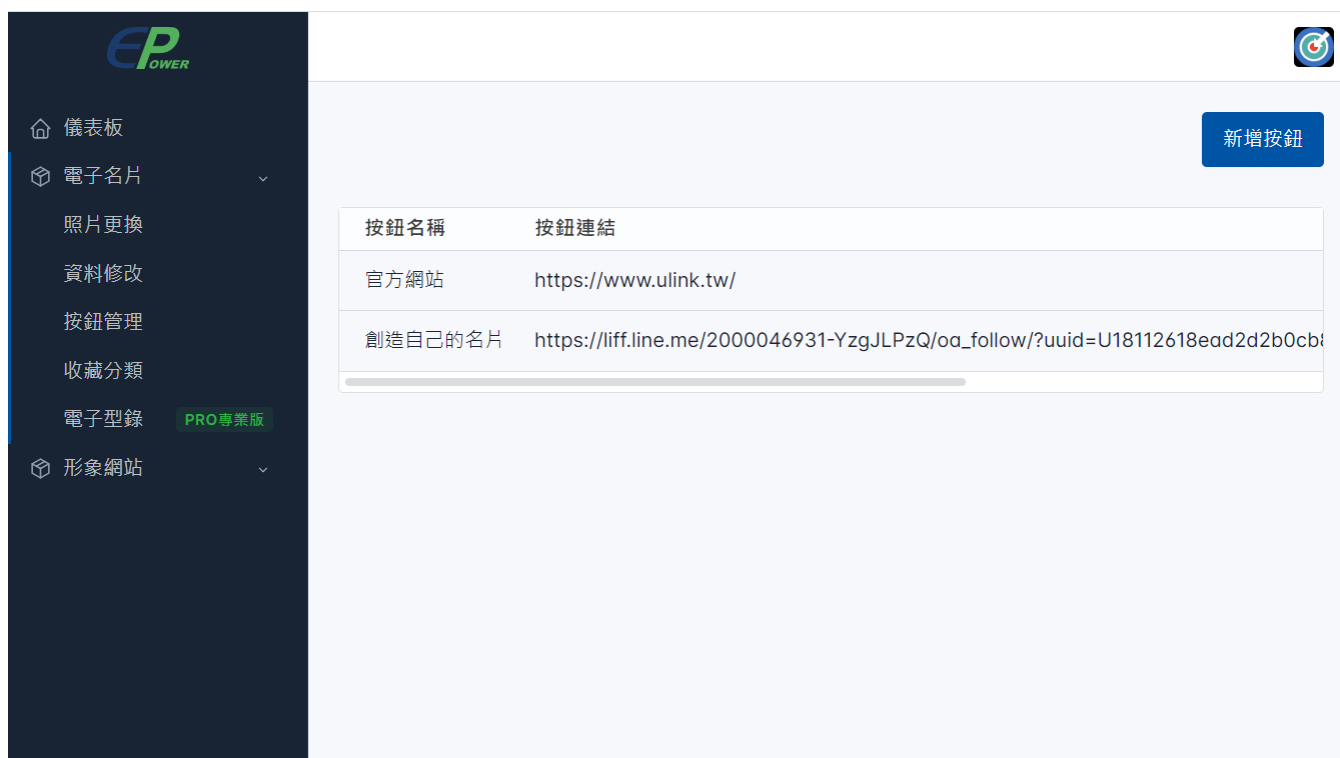 EPOWER
儀表板
電子名片
照片更換
資料修改
按鈕管理
收藏分類
電子型錄 PRO專業版
形象網站
新增按鈕
按鈕名稱 按鈕連結
官方網站 https://www.ulink.tw/
創造自己的名片 https://liff.line.me/2000046931-YzgJLPzQ/oa_follow/?uuid=U18112618ead2d2b0cb